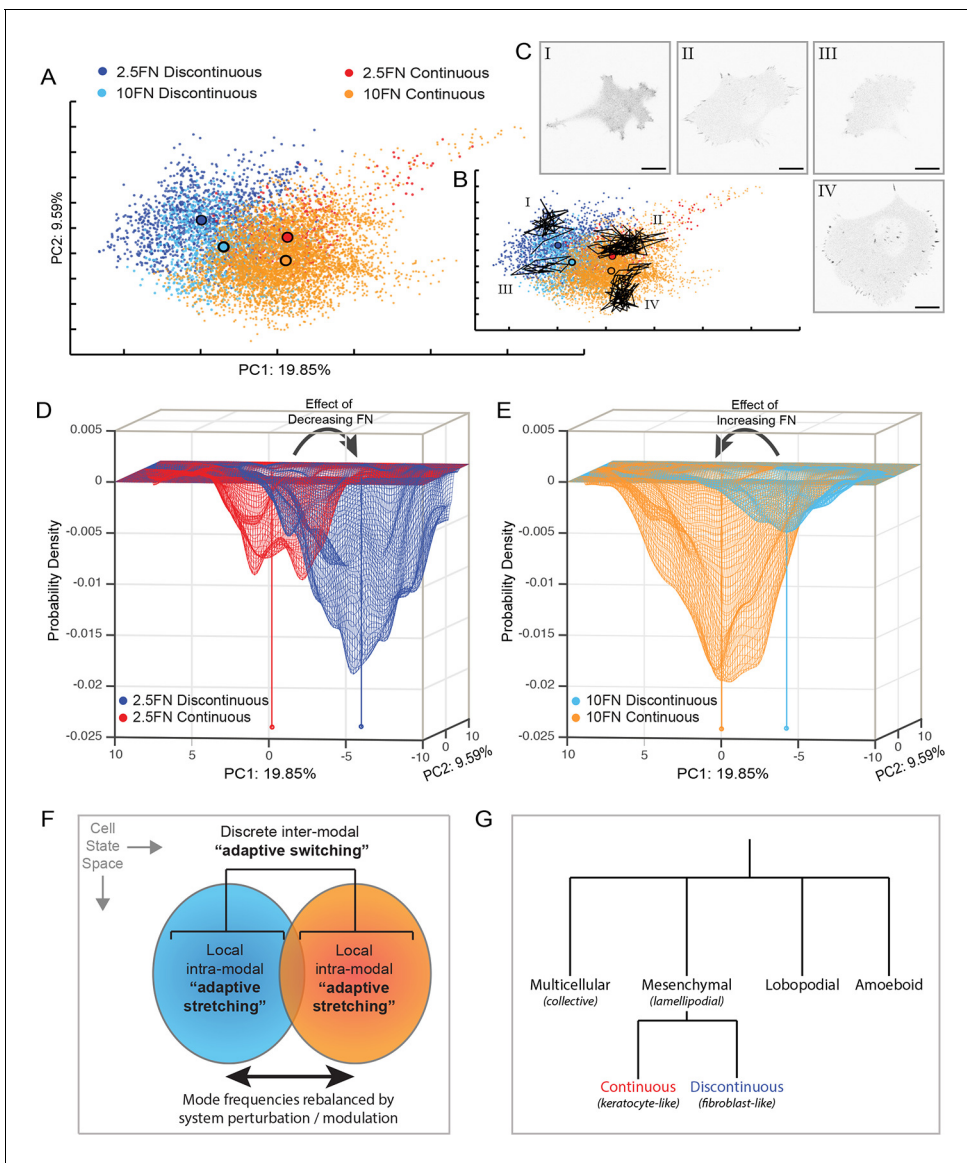 A
2.5FN Discontinuous
10FN Discontinuous
2.5FN Continuous
10FN Continuous
PC2: 9.59%
PC1: 19.85%
B
I
II
III
IV
C
I
II
III
IV
D
Effect of
Decreasing FN
0.005
0
-0.005
-0.01
-0.015
-0.02
-0.025
Probability Density
2.5FN Discontinuous
2.5FN Continuous
10
5
0
-5
-10
PC1: 19.85%
10
0
PC2: 9.59%
E
Effect of
Increasing FN
0.005
0
-0.005
-0.01
-0.015
-0.02
-0.025
Probability Density
10FN Discontinuous
10FN Continuous
10
5
0
-5
-10
PC1: 19.85%
10
0
PC2: 9.59%
F
Cell
State
Space
Discrete inter-modal
“adaptive switching”
Local
intra-modal
“adaptive
stretching”
Local
intra-modal
“adaptive
stretching”
Mode frequencies rebalanced by
system perturbation / modulation
G
Multicellular
(collective)
Mesenchymal
(lamellipodial)
Lobopodial
Amoeboid
Continuous
(keratocyte-like)
Discontinuous
(fibroblast-like)